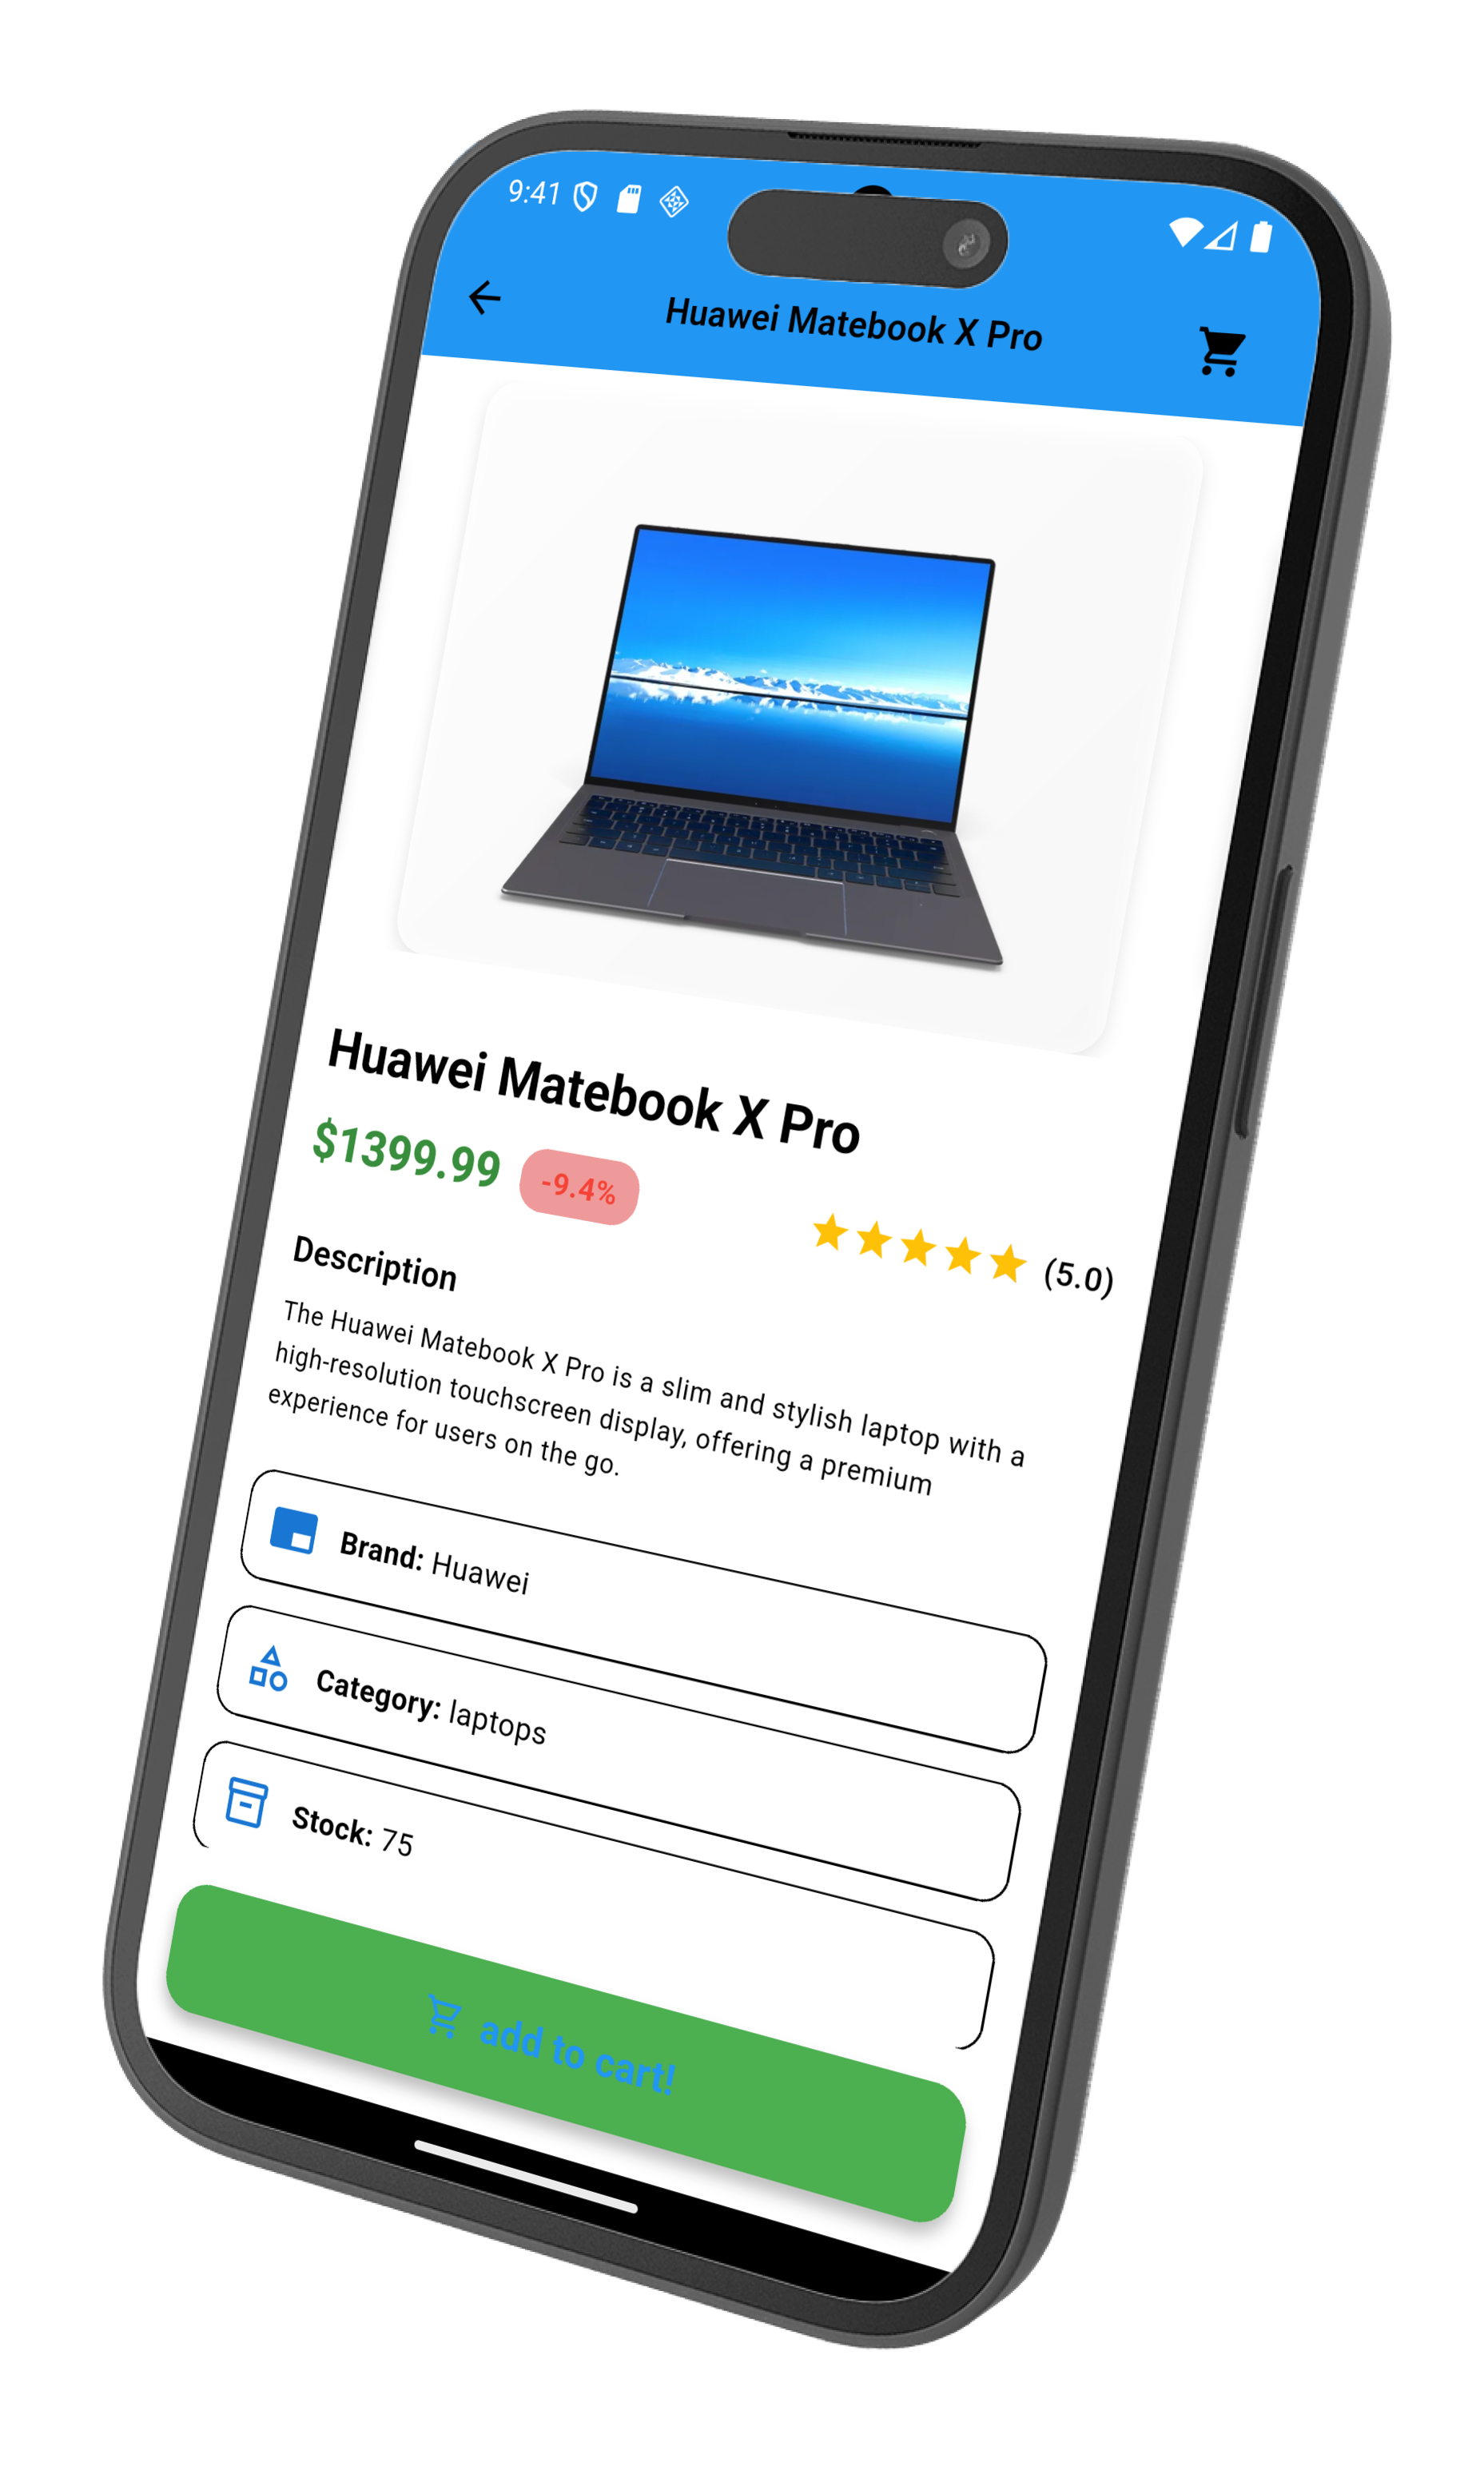 9:41
Huawei Matebook X Pro
Huawei Matebook X Pro
$1399.99 -9.4%
(5.0)
Description
The Huawei Matebook X Pro is a slim and stylish laptop with a
high-resolution touchscreen display, offering a premium
experience for users on the go.
Brand: Huawei
Category: laptops
Stock: 75
add to cart!